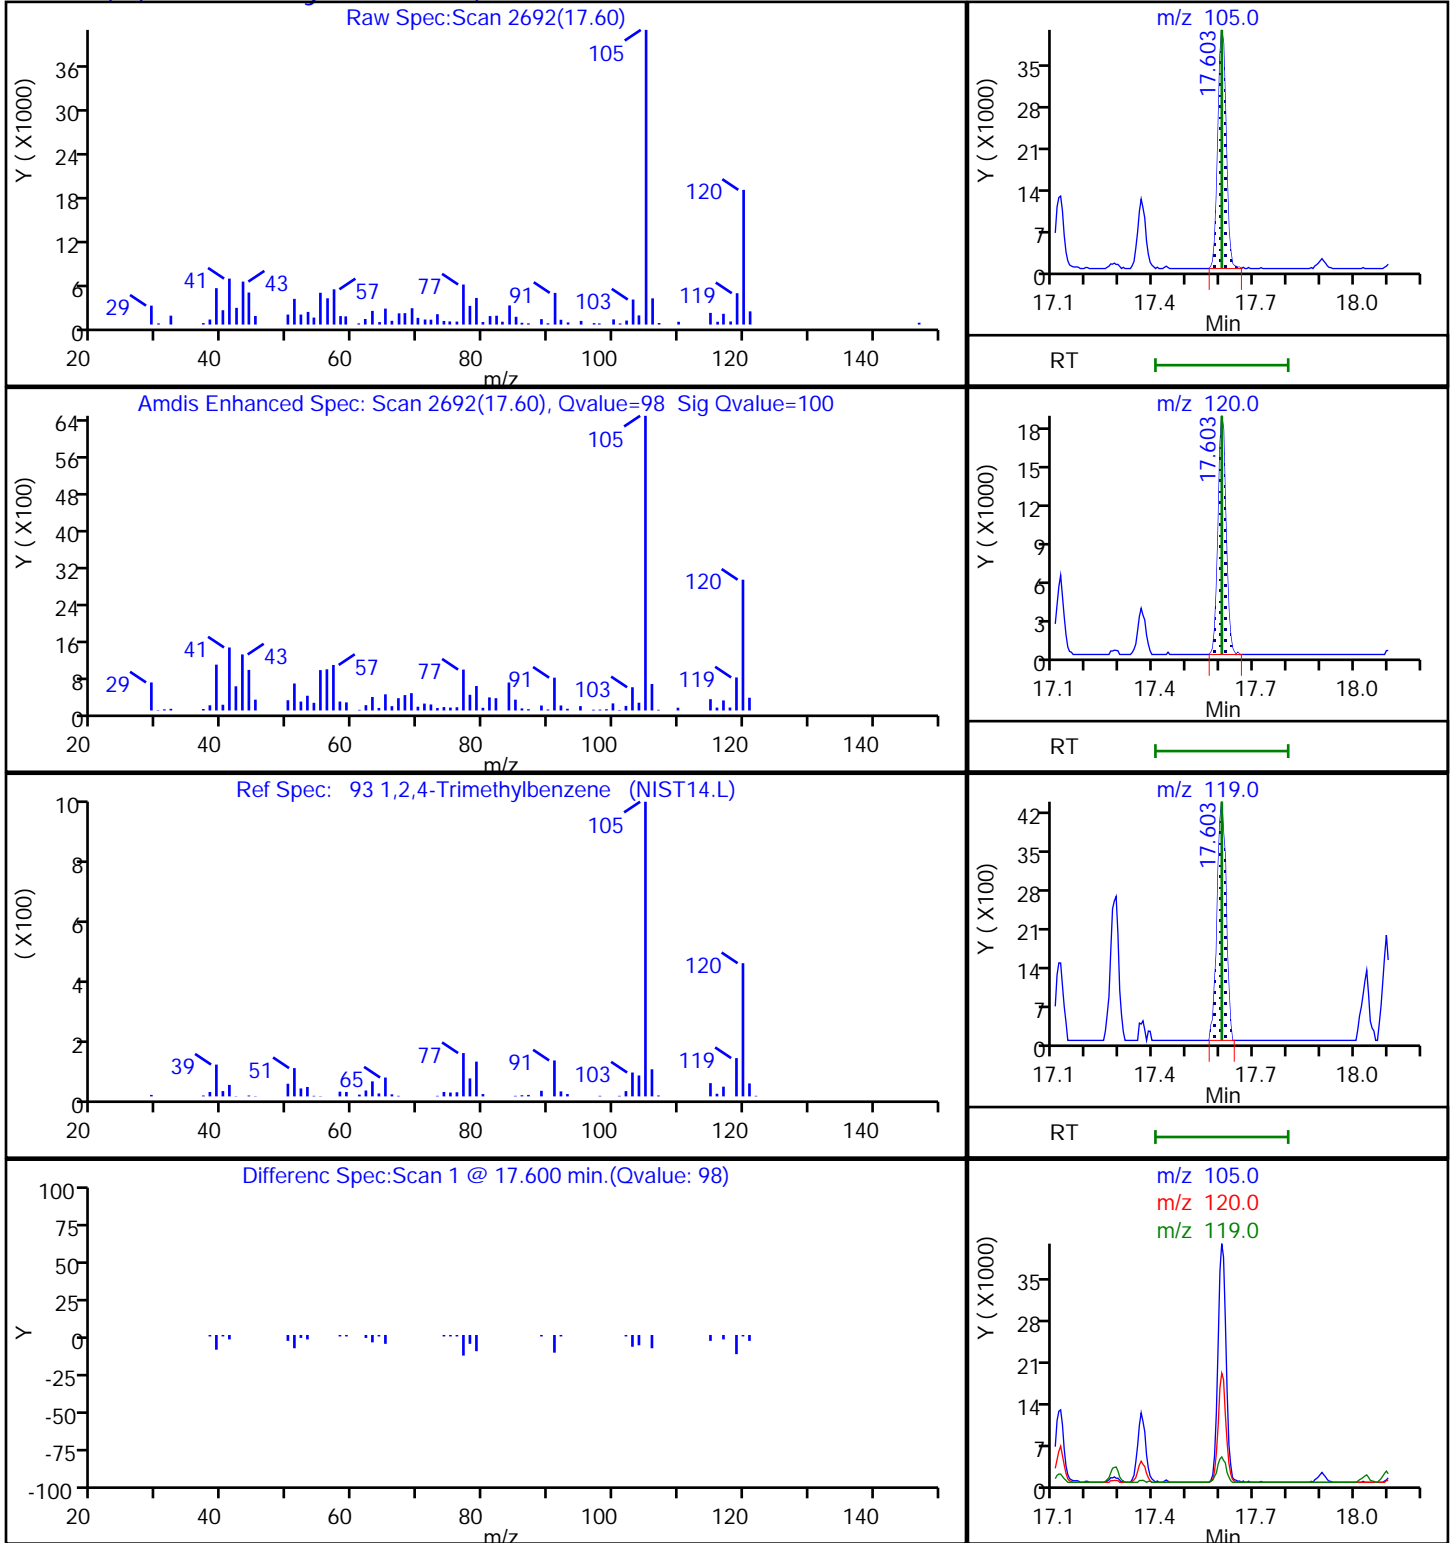 Raw Spec:Scan 2692(17.60)
Y ( X1000)
36
30
24
18
12
6
0
105
120
41
43
57
77
91
103
119
29
20 40 60 80 100 120 140
m/z
m/z 105.0
Y ( X1000)
35
28
21
14
7
0
17.603
17.1 17.4 17.7 18.0
Min
RT
Amdis Enhanced Spec: Scan 2692(17.60), Qvalue=98 Sig Qvalue=100
Y ( X100)
64
56
48
40
32
24
16
8
0
105
120
41
43
57
77
91
103
119
29
20 40 60 80 100 120 140
m/z
m/z 120.0
Y ( X1000)
18
15
12
9
6
3
0
17.603
17.1 17.4 17.7 18.0
Min
RT
Ref Spec: 93 1,2,4-Trimethylbenzene (NIST14.L)
( X100)
10
8
6
4
2
0
105
120
39
51
65
77
91
103
119
20 40 60 80 100 120 140
m/z 119.0
Y ( X100)
42
35
28
21
14
7
0
17.603
17.1 17.4 17.7 18.0
Min
RT
Differenc Spec:Scan 1 @ 17.600 min.(Qvalue: 98)
Y
100
75
50
25
0
-25
-50
-75
-100
20 40 60 80 100 120 140
m/z
m/z 105.0
m/z 120.0
m/z 119.0
Y ( X1000)
35
28
21
14
7
0
17.1 17.4 17.7 18.0
Min